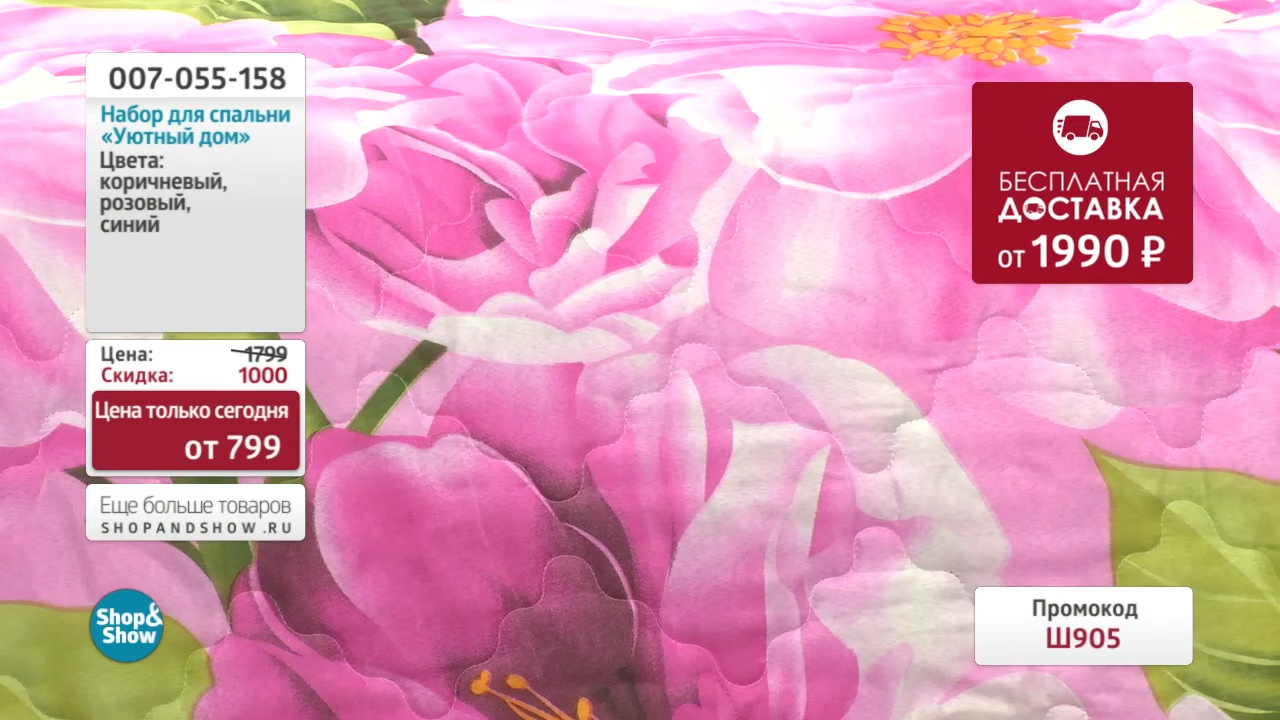 007-055-158
Набор для спальни
«Уютный дом»
Цвета:
коричневый,
розовый,
синий
Цена: 1799
Скидка: 1000
Цена только сегодня
от 799
Еще больше товаров
SHOPANDSHOW.RU
Shop&
Show
БЕСПЛАТНАЯ
ДОСТАВКА
от 1990 ₽
Промокод
Ш905